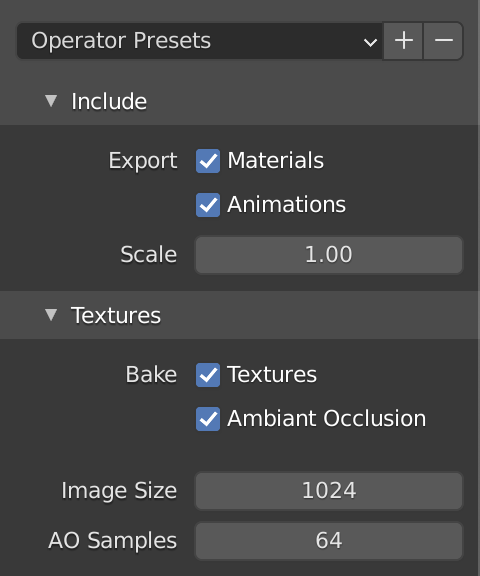 Operator Presets
Include
Export Materials
Animations
Scale 1.00
Textures
Bake Textures
Ambiant Occlusion
Image Size 1024
AO Samples 64